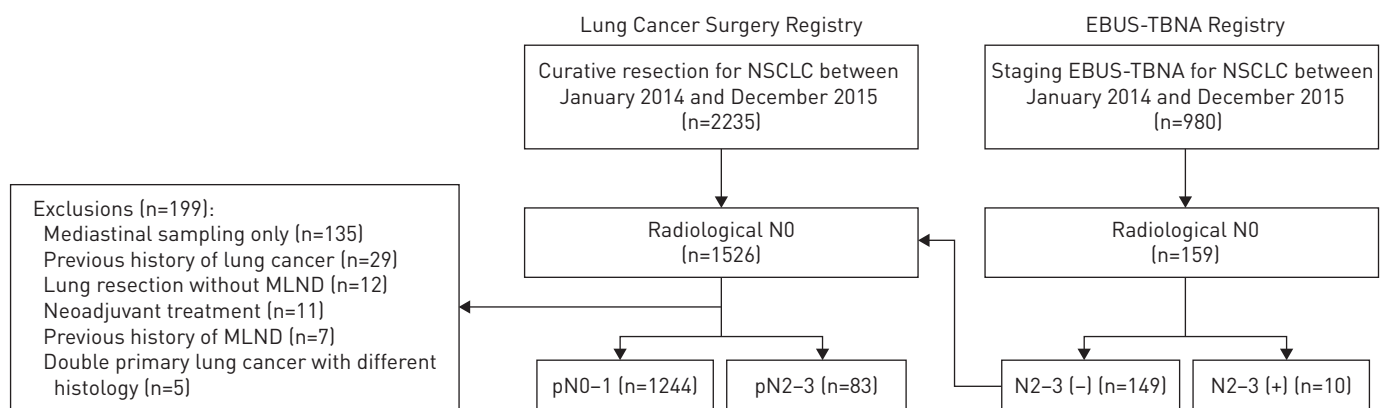 Lung Cancer Surgery Registry
Curative resection for NSCLC between
January 2014 and December 2015
(n=2235)
EBUS-TBNA Registry
Staging EBUS-TBNA for NSCLC between
January 2014 and December 2015
(n=980)
Exclusions (n=199):
Mediastinal sampling only (n=135)
Previous history of lung cancer (n=29)
Lung resection without MLND (n=12)
Neoadjuvant treatment (n=11)
Previous history of MLND (n=7)
Double primary lung cancer with different
histology (n=5)
Radiological N0
(n=1526)
Radiological N0
(n=159)
pN0–1 (n=1244)
pN2–3 (n=83)
N2–3 (–) (n=149)
N2–3 (+) (n=10)